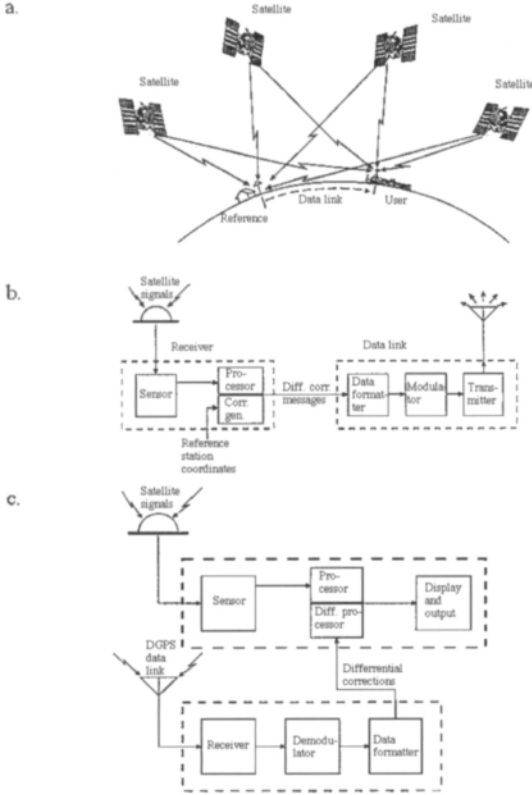 a.
Satellite
Satellite
Satellite
Satellite
Reference
Data link
User
b.
Satellite
signals
Receiver
Data link
Sensor
Pro-
cessor
Corr.
gen.
Diff. corr.
messages
Data
format-
ter
Modula-
tor
Trans-
mitter
Reference
station
coordinates
c.
Satellite
signals
Sensor
Pro-
cessor
Diff. pro-
cessor
Display
and
output
DGPS
data
link
Differrential
corrections
Receiver
Demodu-
lator
Data
formatter